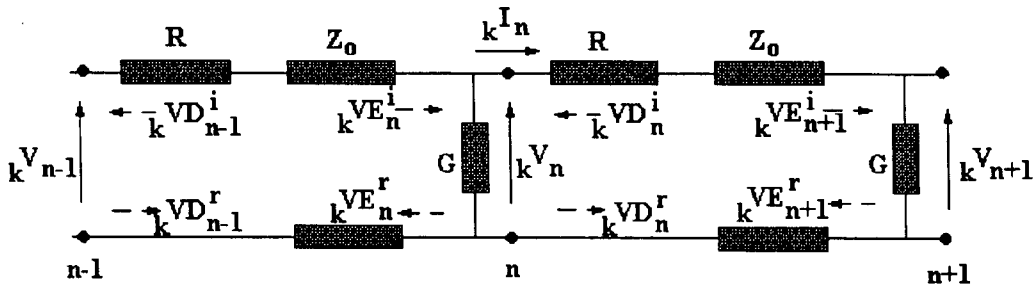 R Z₀ ₖIₙ R Z₀
ₖVDⁱₙ₋₁ ₖVEⁱₙ ₖVDⁱₙ ₖVEⁱₙ₊₁
ₖVₙ₋₁ G ₖVₙ G ₖVₙ₊₁
ₖVDʳₙ₋₁ ₖVEʳₙ ₖVDʳₙ ₖVEʳₙ₊₁
n-1 n n+1